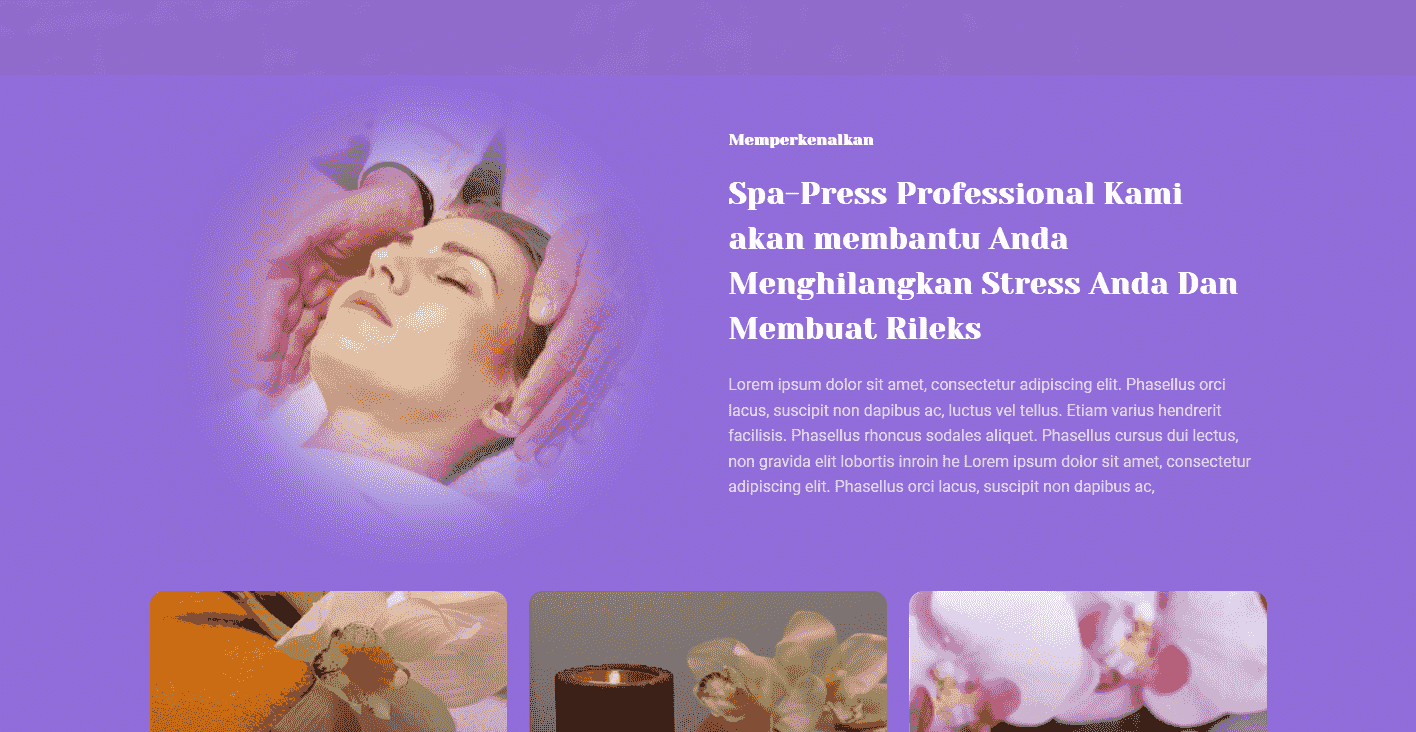 Memperkenalkan
Spa-Press Professional Kami
akan membantu Anda
Menghilangkan Stress Anda Dan
Membuat Rileks
Lorem ipsum dolor sit amet, consectetur adipiscing elit. Phasellus orci
lacus, suscipit non dapibus ac, luctus vel tellus. Etiam varius hendrerit
facilisis. Phasellus rhoncus sodales aliquet. Phasellus cursus dui lectus,
non gravida elit lobortis inroin he Lorem ipsum dolor sit amet, consectetur
adipiscing elit. Phasellus orci lacus, suscipit non dapibus ac,